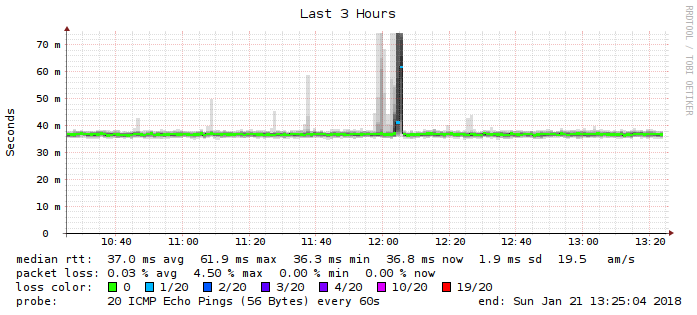 Last 3 Hours
RRDTOOL / TOBI OETIKER
Seconds
70 m
60 m
50 m
40 m
30 m
20 m
10 m
0
10:40 11:00 11:20 11:40 12:00 12:20 12:40 13:00 13:20
median rtt: 37.0 ms avg 61.9 ms max 36.3 ms min 36.8 ms now 1.9 ms sd 19.5 am/s
packet loss: 0.03 % avg 4.50 % max 0.00 % min 0.00 % now
loss color: 0 1/20 2/20 3/20 4/20 10/20 19/20
probe: 20 ICMP Echo Pings (56 Bytes) every 60s end: Sun Jan 21 13:25:04 2018